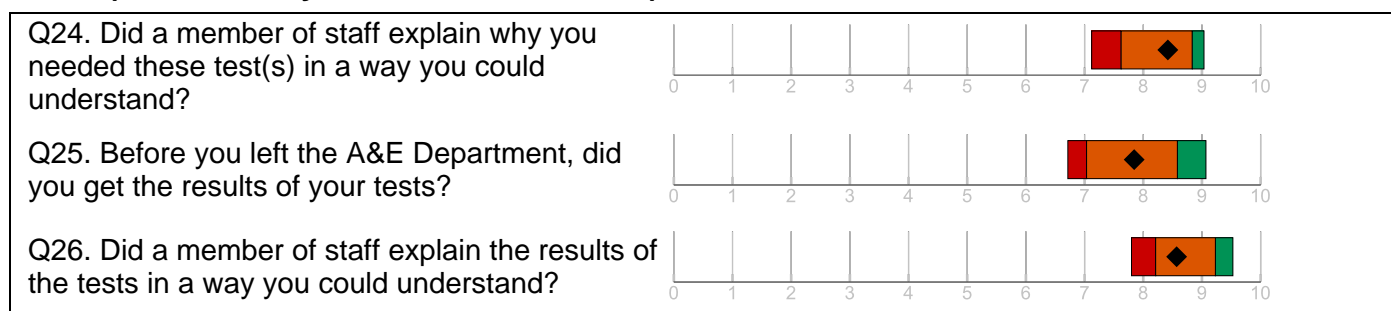 Q24. Did a member of staff explain why you
needed these test(s) in a way you could
understand?
0 1 2 3 4 5 6 7 8 9 10
Q25. Before you left the A&E Department, did
you get the results of your tests?
0 1 2 3 4 5 6 7 8 9 10
Q26. Did a member of staff explain the results of
the tests in a way you could understand?
0 1 2 3 4 5 6 7 8 9 10